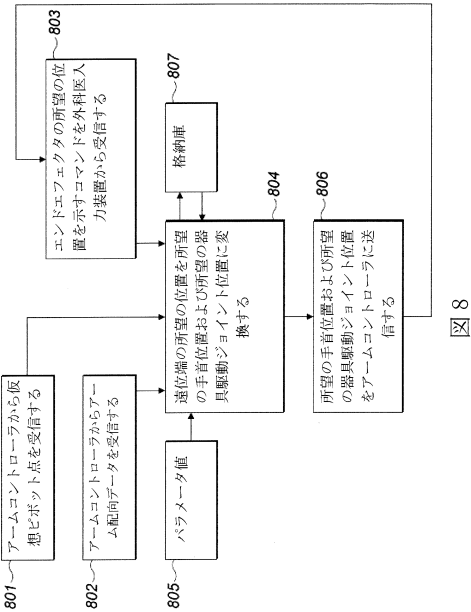 801
アームコントローラから仮
想ピボット点を受信する
802
アームコントローラからアー
ム配向データを受信する
803
エンドエフェクタの所望の位
置を示すコマンドを外科医入
力装置から受信する
805
パラメータ値
804
遠位端の所望の位置を所望
の手首位置および所望の器
具駆動ジョイント位置に変
換する
807
格納庫
806
所望の手首位置および所望
の器具駆動ジョイント位置
をアームコントローラに送
信する
図 8